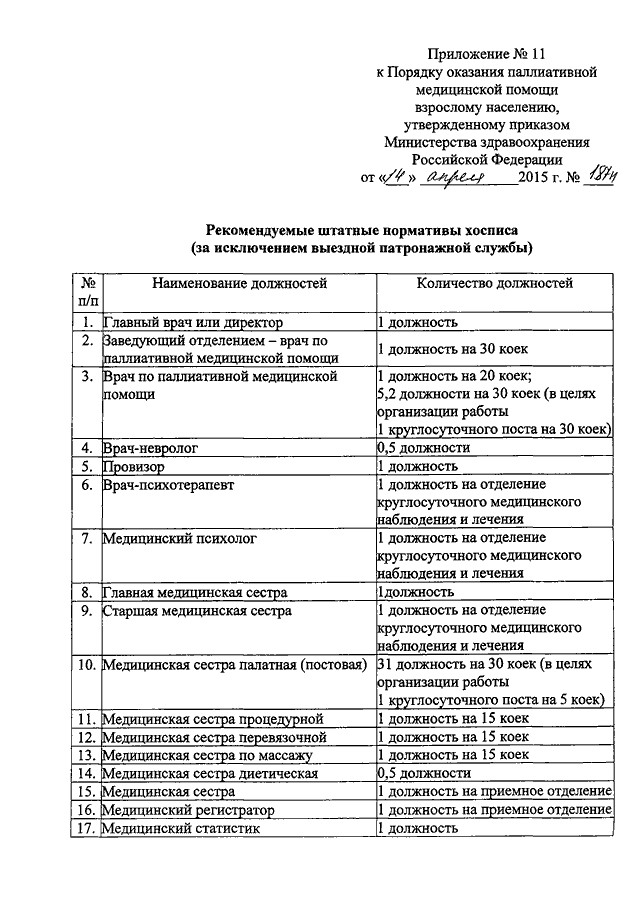 Приложение № 11
к Порядку оказания паллиативной
медицинской помощи
взрослому населению,
утвержденному приказом
Министерства здравоохранения
Российской Федерации
от «14» апреля 2015 г. № 187н
Рекомендуемые штатные нормативы хосписа
(за исключением выездной патронажной службы)
№ Наименование должностей Количество должностей
п/п
1. Главный врач или директор 1 должность
2. Заведующий отделением – врач по
паллиативной медицинской помощи 1 должность на 30 коек
3. Врач по паллиативной медицинской 1 должность на 20 коек;
помощи 5,2 должности на 30 коек (в целях
организации работы
1 круглосуточного поста на 30 коек)
4. Врач-невролог 0,5 должности
5. Провизор 1 должность
6. Врач-психотерапевт 1 должность на отделение
круглосуточного медицинского
наблюдения и лечения
7. Медицинский психолог 1 должность на отделение
круглосуточного медицинского
наблюдения и лечения
8. Главная медицинская сестра 1должность
9. Старшая медицинская сестра 1 должность на отделение
круглосуточного медицинского
наблюдения и лечения
10. Медицинская сестра палатная (постовая) 31 должность на 30 коек (в целях
организации работы
1 круглосуточного поста на 5 коек)
11. Медицинская сестра процедурной 1 должность на 15 коек
12. Медицинская сестра перевязочной 1 должность на 15 коек
13. Медицинская сестра по массажу 1 должность на 15 коек
14. Медицинская сестра диетическая 0,5 должности
15. Медицинская сестра 1 должность на приемное отделение
16. Медицинский регистратор 1 должность на приемное отделение
17. Медицинский статистик 1 должность